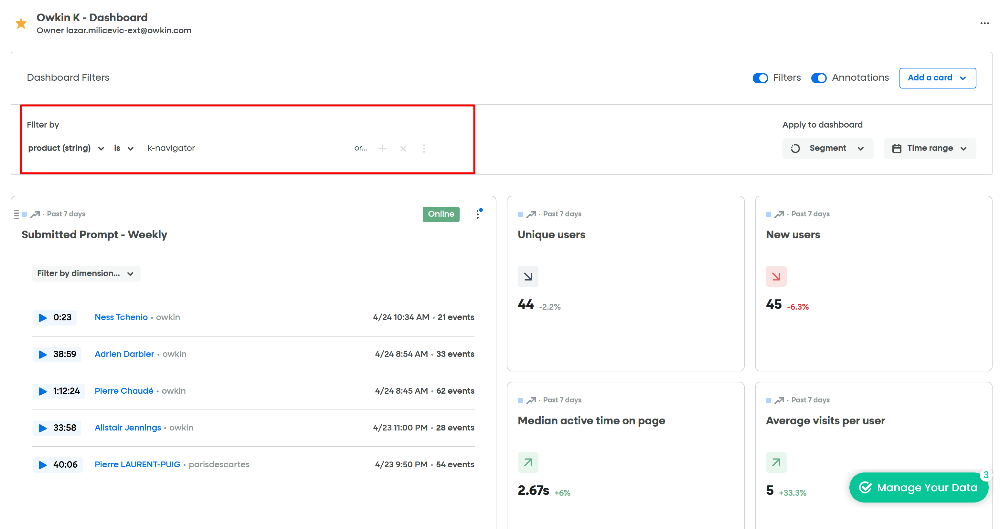 Owkin K - Dashboard
Owner lazar.milicevic-ext@owkin.com
Dashboard Filters
Filters
Annotations
Add a card
Filter by
product (string) is k-navigator or...
Apply to dashboard
Segment
Time range
· Past 7 days
Online
Submitted Prompt - Weekly
Filter by dimension...
0:23 Ness Tchenio • owkin 4/24 10:34 AM • 21 events
38:59 Adrien Darbier • owkin 4/24 8:54 AM • 33 events
1:12:24 Pierre Chaudé • owkin 4/24 8:45 AM • 62 events
33:58 Alistair Jennings • owkin 4/23 11:00 PM • 28 events
40:06 Pierre LAURENT-PUIG • parisdescartes 4/23 9:50 PM • 54 events
· Past 7 days
Unique users
44 -2.2%
· Past 7 days
New users
45 -6.3%
· Past 7 days
Median active time on page
2.67s +6%
· Past 7 days
Average visits per user
5 +33.3%
3
Manage Your Data